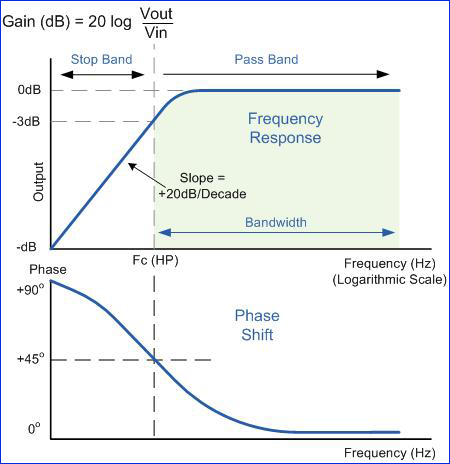 Gain (dB) = 20 log Vout
Vin
Stop Band
Pass Band
0dB
-3dB
Frequency
Response
Output
Slope =
+20dB/Decade
Bandwidth
-dB
Fc (HP)
Frequency (Hz)
(Logarithmic Scale)
Phase
+90°
Phase
Shift
+45°
0°
Frequency (Hz)